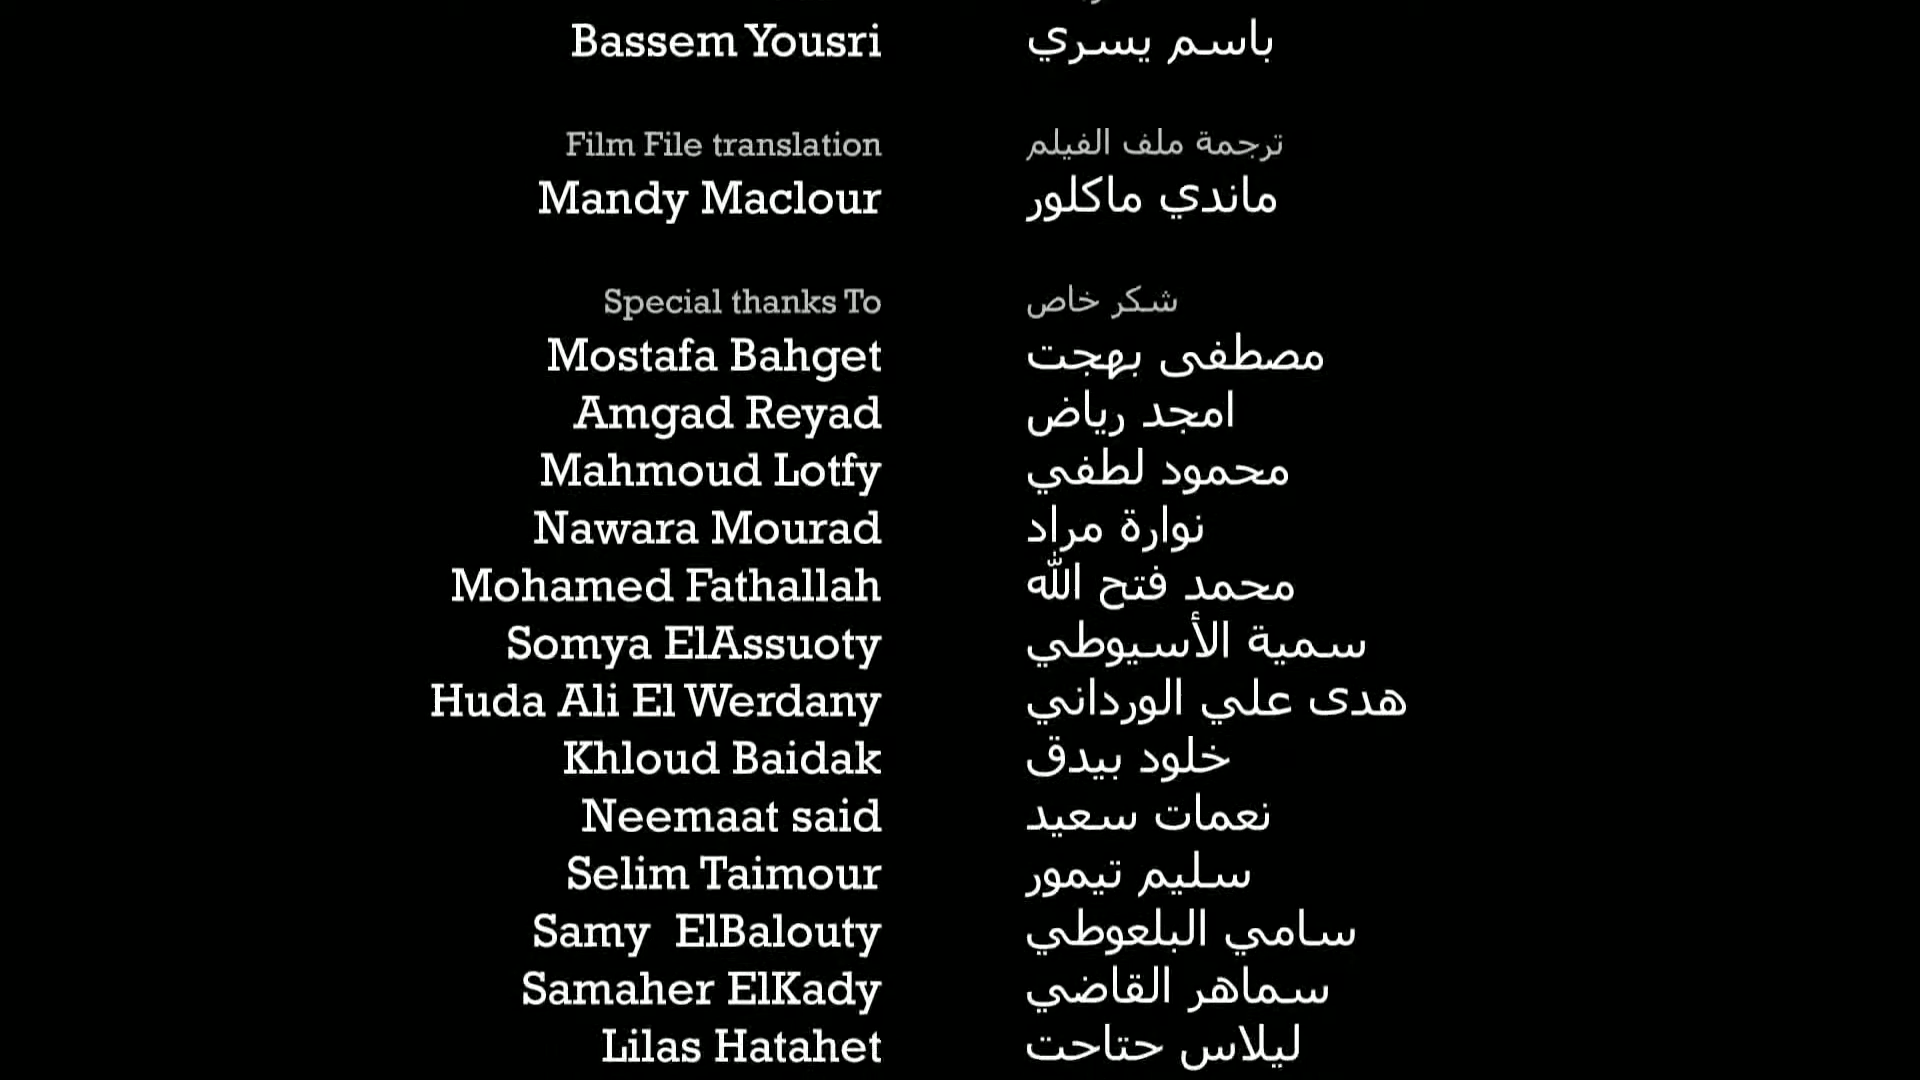 Bassem Yousri باسم يسري
Film File translation ترجمة ملف الفيلم
Mandy Maclour ماندي ماكلور
Special thanks To شكر خاص
Mostafa Bahget مصطفى بهجت
Amgad Reyad امجد رياض
Mahmoud Lotfy محمود لطفي
Nawara Mourad نوارة مراد
Mohamed Fathallah محمد فتح الله
Somya ElAssuoty سمية الأسيوطي
Huda Ali El Werdany هدى علي الورداني
Khloud Baidak خلود بيدق
Neemaat said نعمات سعيد
Selim Taimour سليم تيمور
Samy  ElBalouty سامي البلعوطي
Samaher ElKady سماهر القاضي
Lilas Hatahet ليلاس حتاحت